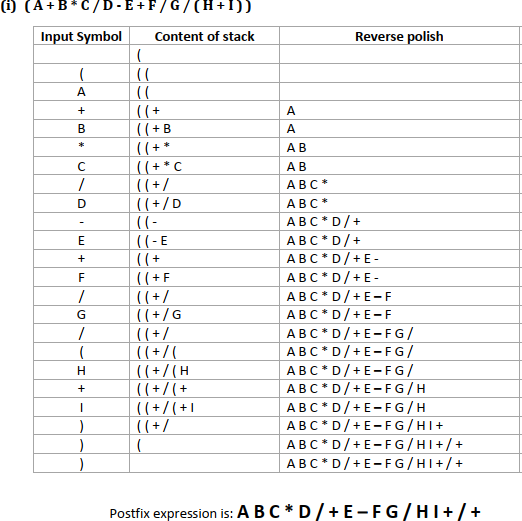 (i) ( A + B * C / D - E + F / G / ( H + I ) )
Input Symbol Content of stack Reverse polish
(
( ( (
A ( (
+ ( ( + A
B ( ( + B A
* ( ( + * A B
C ( ( + * C A B
/ ( ( + / A B C *
D ( ( + / D A B C *
- ( ( - A B C * D / +
E ( ( - E A B C * D / +
+ ( ( + A B C * D / + E -
F ( ( + F A B C * D / + E -
/ ( ( + / A B C * D / + E – F
G ( ( + / G A B C * D / + E – F
/ ( ( + / A B C * D / + E – F G /
( ( ( + / ( A B C * D / + E – F G /
H ( ( + / ( H A B C * D / + E – F G /
+ ( ( + / ( + A B C * D / + E – F G / H
I ( ( + / ( + I A B C * D / + E – F G / H
) ( ( + / A B C * D / + E – F G / H I +
) ( A B C * D / + E – F G / H I + / +
) A B C * D / + E – F G / H I + / +
Postfix expression is: A B C * D / + E – F G / H I + / +